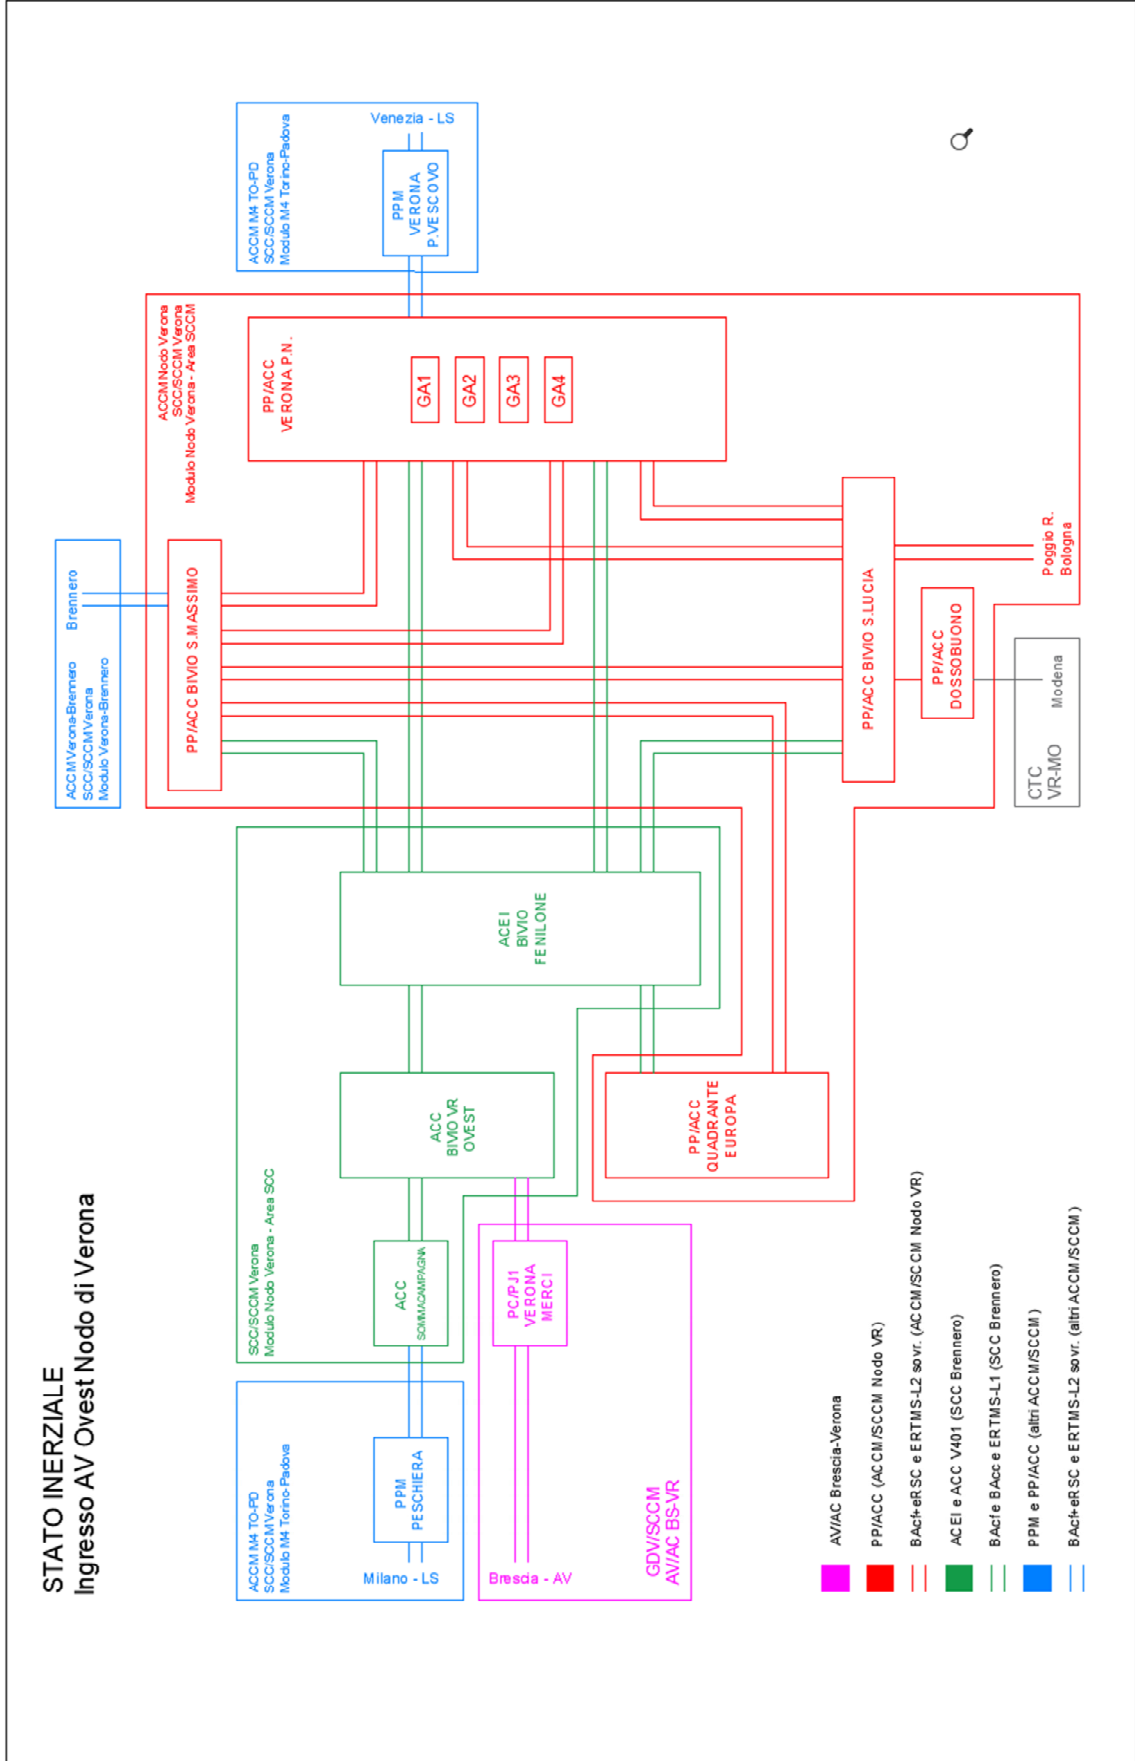 STATO INERZIALE
Ingresso AV Ovest Nodo di Verona
ACCM Verona-Brennero
SCC/SCCM Verona
Modulo Verona-Brennero
Brennero
ACCM Nodo Verona
SCC/SCCM Verona
Modulo Nodo Verona - Area SCCM
PP/ACC BIVIO S.MASSIMO
ACCM M4 TO-PD
SCC/SCCM Verona
Modulo M4 Torino-Padova
Milano - LS
PPM
PESCHIERA
SCC/SCCM Verona
Modulo Nodo Verona - Area SCC
ACC
SOMMACAMPAGNA
ACC
BIVIO VR
OVEST
ACEI
BIVIO
FENILONE
PP/ACC
VERONA P.N.
GA1
GA2
GA3
GA4
ACCM M4 TO-PD
SCC/SCCM Verona
Modulo M4 Torino-Padova
PPM
VERONA
P.VESCOVO
Venezia - LS
Brescia - AV
PC/PJ1
VERONA
MERCI
GDV/SCCM
AV/AC BS-VR
PP/ACC
QUADRANTE
EUROPA
PP/ACC BIVIO S.LUCIA
PP/ACC
DOSSOBUONO
Poggio R.
Bologna
CTC
VR-MO
Modena
AV/AC Brescia-Verona
PP/ACC (ACCM/SCCM Nodo VR)
BAcf+eRSC e ERTMS-L2 sovr. (ACCM/SCCM Nodo VR)
ACEI e ACC V401 (SCC Brennero)
BAcf e BAcc e ERTMS-L1 (SCC Brennero)
PPM e PP/ACC (altri ACCM/SCCM)
BAcf+eRSC e ERTMS-L2 sovr. (altri ACCM/SCCM)